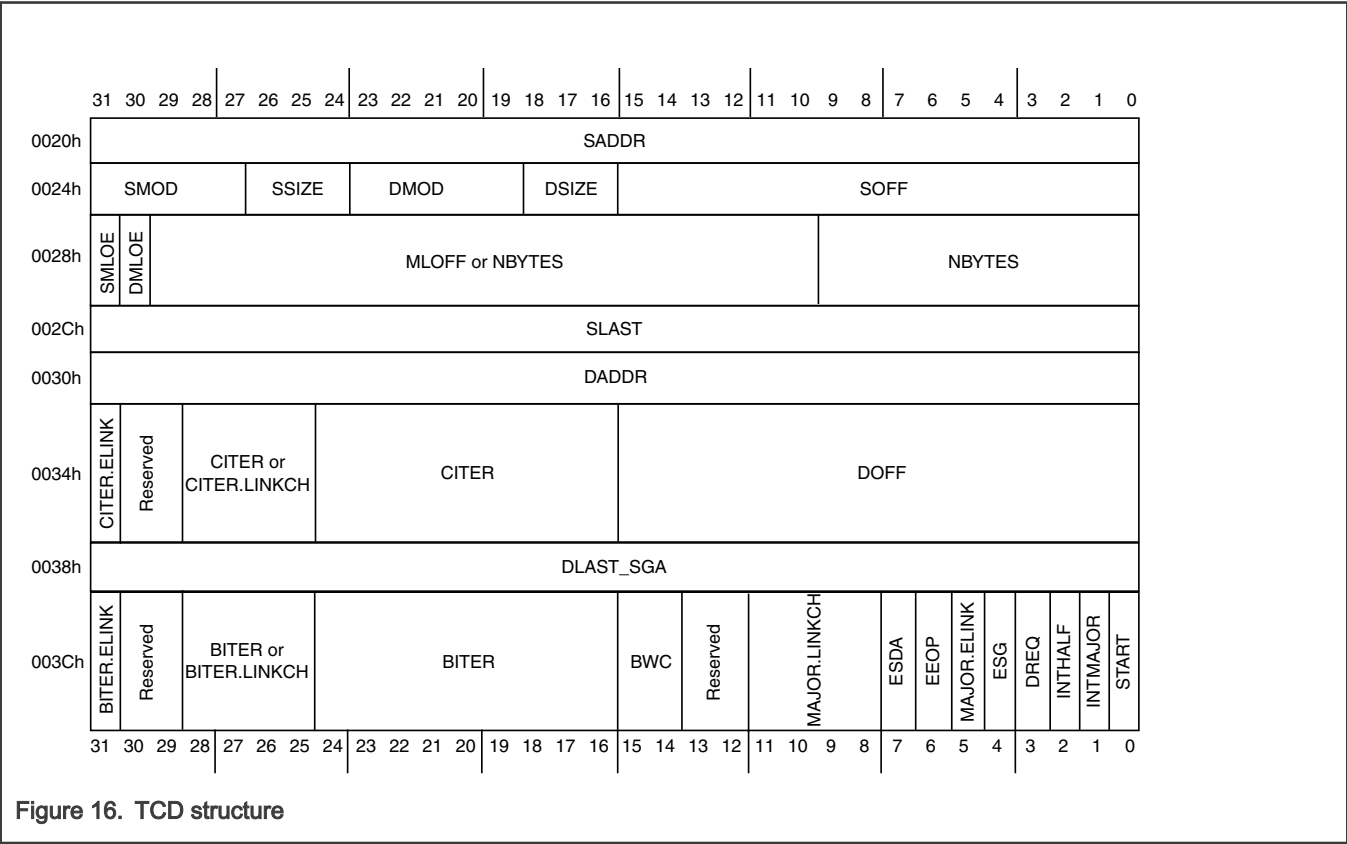 31 30 29 28 27 26 25 24 23 22 21 20 19 18 17 16 15 14 13 12 11 10 9 8 7 6 5 4 3 2 1 0
0020h SADDR
0024h SMOD SSIZE DMOD DSIZE SOFF
0028h SMLOE DMLOE MLOFF or NBYTES NBYTES
002Ch SLAST
0030h DADDR
0034h CITER.ELINK Reserved CITER or
CITER.LINKCH CITER DOFF
0038h DLAST_SGA
003Ch BITER.ELINK Reserved BITER or
BITER.LINKCH BITER BWC Reserved MAJOR.LINKCH ESDA EEOP MAJOR.ELINK ESG DREQ INTHALF INTMAJOR START
31 30 29 28 27 26 25 24 23 22 21 20 19 18 17 16 15 14 13 12 11 10 9 8 7 6 5 4 3 2 1 0
Figure 16. TCD structure